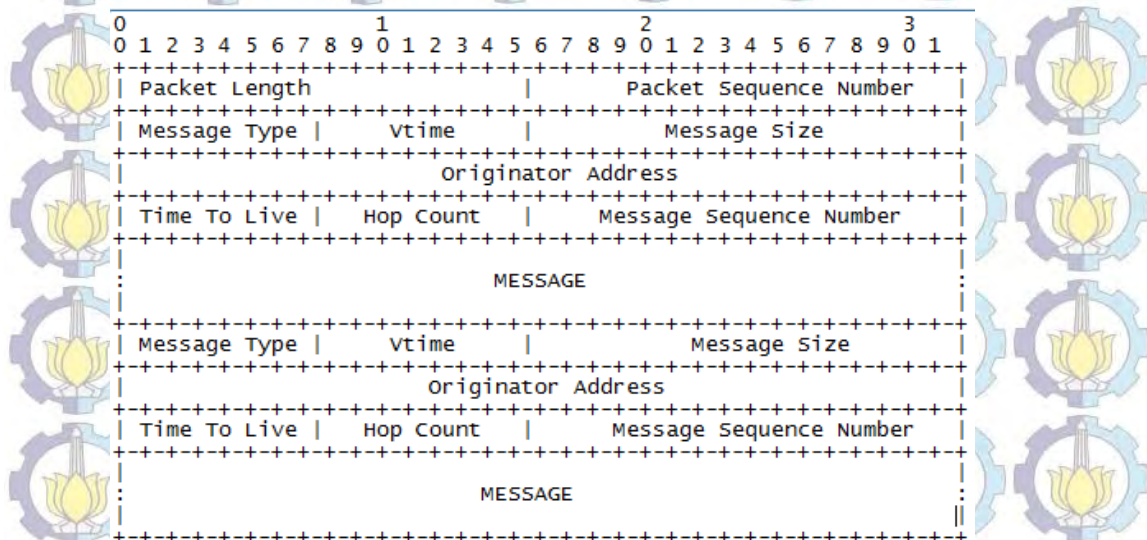 0                   1                   2                   3
0 1 2 3 4 5 6 7 8 9 0 1 2 3 4 5 6 7 8 9 0 1 2 3 4 5 6 7 8 9 0 1
+-+-+-+-+-+-+-+-+-+-+-+-+-+-+-+-+-+-+-+-+-+-+-+-+-+-+-+-+-+-+-+-+
| Packet Length | Packet Sequence Number |
+-+-+-+-+-+-+-+-+-+-+-+-+-+-+-+-+-+-+-+-+-+-+-+-+-+-+-+-+-+-+-+-+
| Message Type | Vtime | Message Size |
+-+-+-+-+-+-+-+-+-+-+-+-+-+-+-+-+-+-+-+-+-+-+-+-+-+-+-+-+-+-+-+-+
| Originator Address |
+-+-+-+-+-+-+-+-+-+-+-+-+-+-+-+-+-+-+-+-+-+-+-+-+-+-+-+-+-+-+-+-+
| Time To Live | Hop Count | Message Sequence Number |
+-+-+-+-+-+-+-+-+-+-+-+-+-+-+-+-+-+-+-+-+-+-+-+-+-+-+-+-+-+-+-+-+
| |
: MESSAGE :
| |
+-+-+-+-+-+-+-+-+-+-+-+-+-+-+-+-+-+-+-+-+-+-+-+-+-+-+-+-+-+-+-+-+
| Message Type | Vtime | Message Size |
+-+-+-+-+-+-+-+-+-+-+-+-+-+-+-+-+-+-+-+-+-+-+-+-+-+-+-+-+-+-+-+-+
| Originator Address |
+-+-+-+-+-+-+-+-+-+-+-+-+-+-+-+-+-+-+-+-+-+-+-+-+-+-+-+-+-+-+-+-+
| Time To Live | Hop Count | Message Sequence Number |
+-+-+-+-+-+-+-+-+-+-+-+-+-+-+-+-+-+-+-+-+-+-+-+-+-+-+-+-+-+-+-+-+
| |
: MESSAGE :
| |
+-+-+-+-+-+-+-+-+-+-+-+-+-+-+-+-+-+-+-+-+-+-+-+-+-+-+-+-+-+-+-+-+